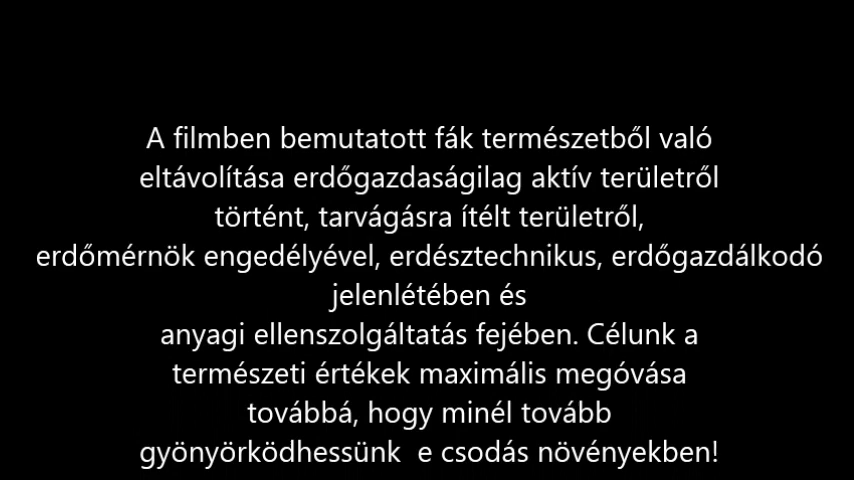 A filmben bemutatott fák természetből való
eltávolítása erdőgazdaságilag aktív területről
történt, tarvágásra ítélt területről,
erdőmérnök engedélyével, erdésztechnikus, erdőgazdálkodó
jelenlétében és
anyagi ellenszolgáltatás fejében. Célunk a
természeti értékek maximális megóvása
továbbá, hogy minél tovább
gyönyörködhessünk  e csodás növényekben!